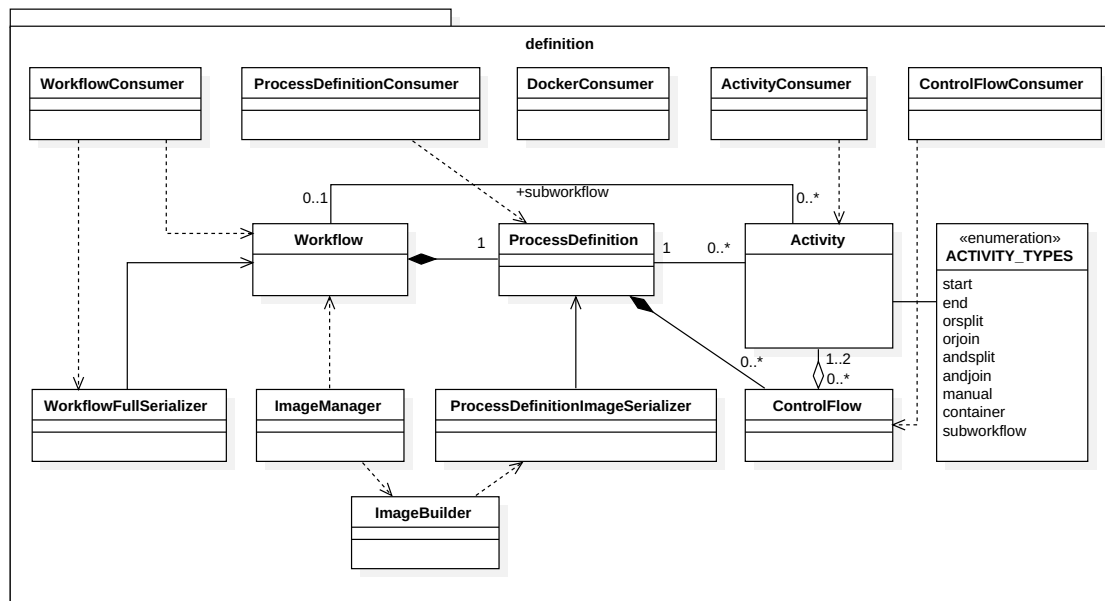 definition
WorkflowConsumer
ProcessDefinitionConsumer
DockerConsumer
ActivityConsumer
ControlFlowConsumer
+subworkflow
0..1
0..*
Workflow
1
ProcessDefinition
1
0..*
Activity
«enumeration»
ACTIVITY_TYPES
start
end
orsplit
orjoin
andsplit
andjoin
manual
container
subworkflow
0..*
1..2
0..*
WorkflowFullSerializer
ImageManager
ProcessDefinitionImageSerializer
ControlFlow
ImageBuilder